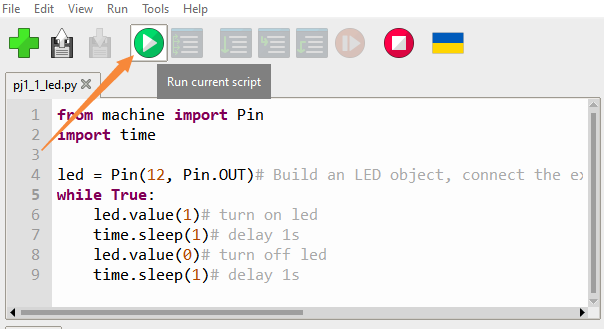 File Edit View Run Tools Help
Run current script
pj1_1_led.py
1 from machine import Pin
2 import time
3
4 led = Pin(12, Pin.OUT)# Build an LED object, connect the ex
5 while True:
6 led.value(1)# turn on led
7 time.sleep(1)# delay 1s
8 led.value(0)# turn off led
9 time.sleep(1)# delay 1s